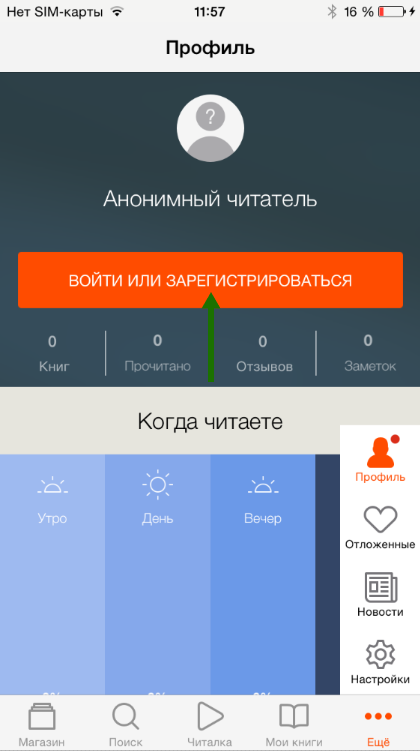 Нет SIM-карты 11:57 16 %
Профиль
?
Анонимный читатель
ВОЙТИ ИЛИ ЗАРЕГИСТРИРОВАТЬСЯ
0 0 0 0
Книг Прочитано Отзывов Заметок
Когда читаете
Утро День Вечер
Профиль
Отложенные
Новости
Настройки
Магазин Поиск Читалка Мои книги Ещё